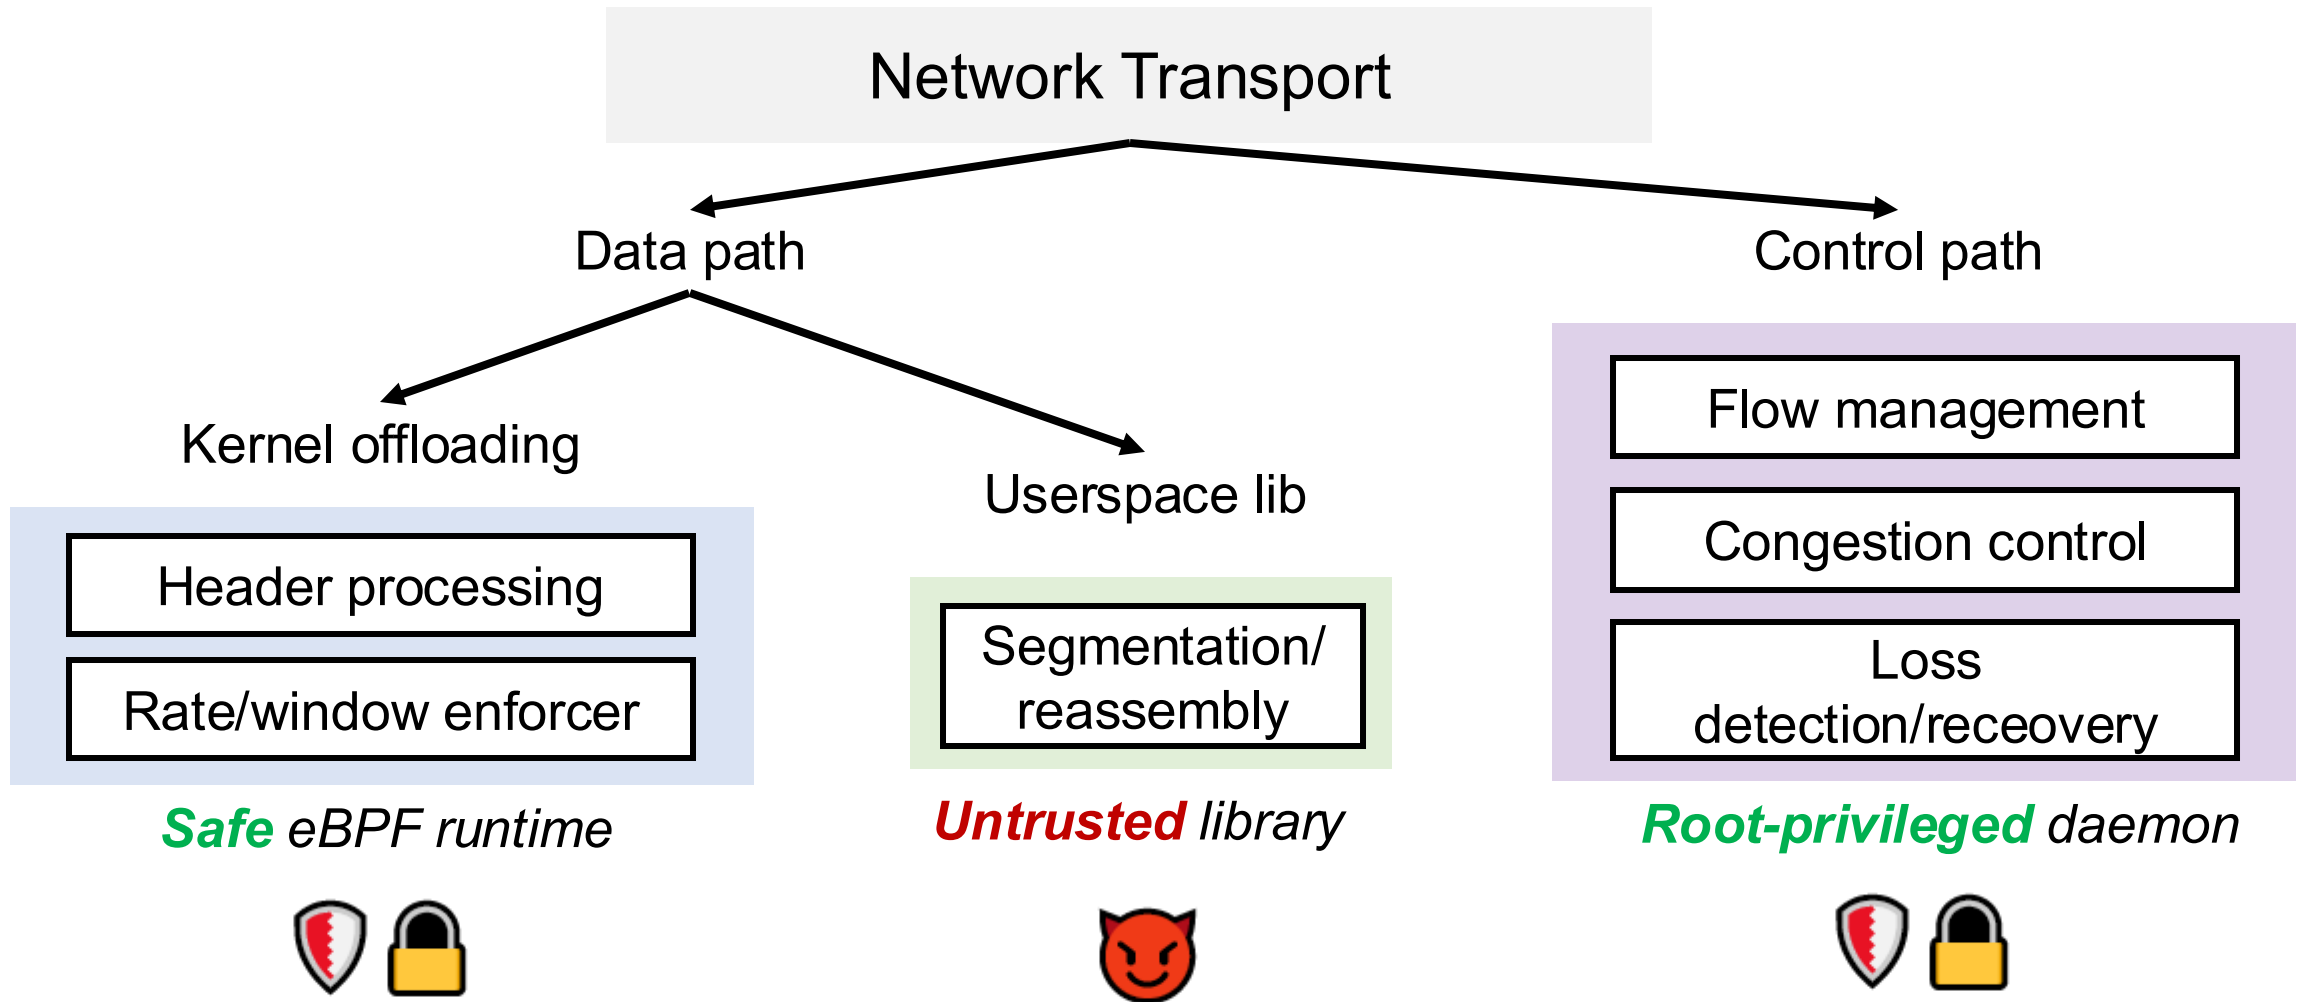 Network Transport
Data path
Control path
Kernel offloading
Userspace lib
Header processing
Rate/window enforcer
Safe eBPF runtime
Segmentation/
reassembly
Untrusted library
Flow management
Congestion control
Loss
detection/receovery
Root-privileged daemon